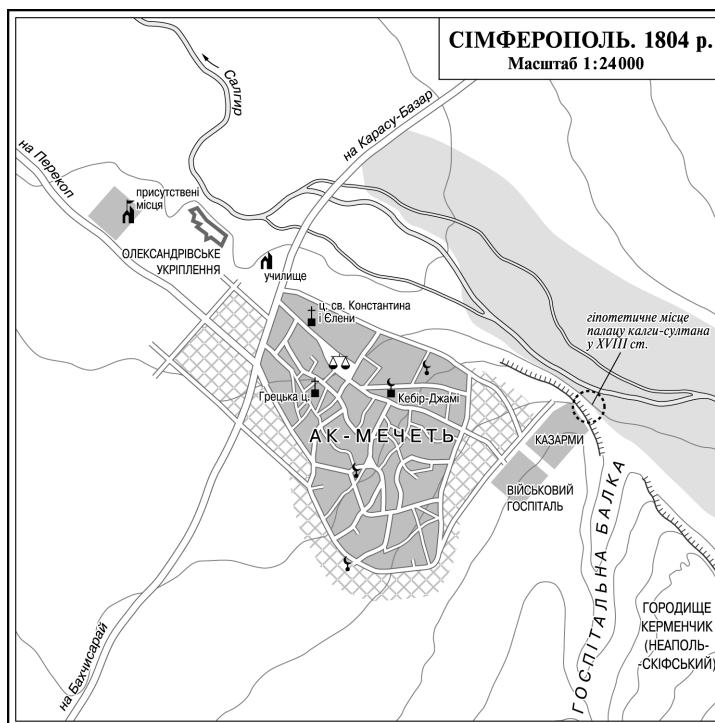 СІМФЕРОПОЛЬ. 1804 р.
Масштаб 1:24000
Салгир
на Карасу-Базар
на Перекоп
присутствені
місця
ОЛЕКСАНДРІВСЬКЕ
УКРІПЛЕННЯ
училище
ц. св. Константина
і Єлени
гіпотетичне місце
палацу калги-султана
у XVIII ст.
Грецька ц.
Кебір-Джамі
АК-МЕЧЕТЬ
КАЗАРМИ
ВІЙСЬКОВИЙ
ГОСПІТАЛЬ
ГОСПІТАЛЬНА БАЛКА
ГОРОДИЩЕ
КЕРМЕНЧИК
(НЕАПОЛЬ-
-СКІФСЬКИЙ)
на Бахчисарай